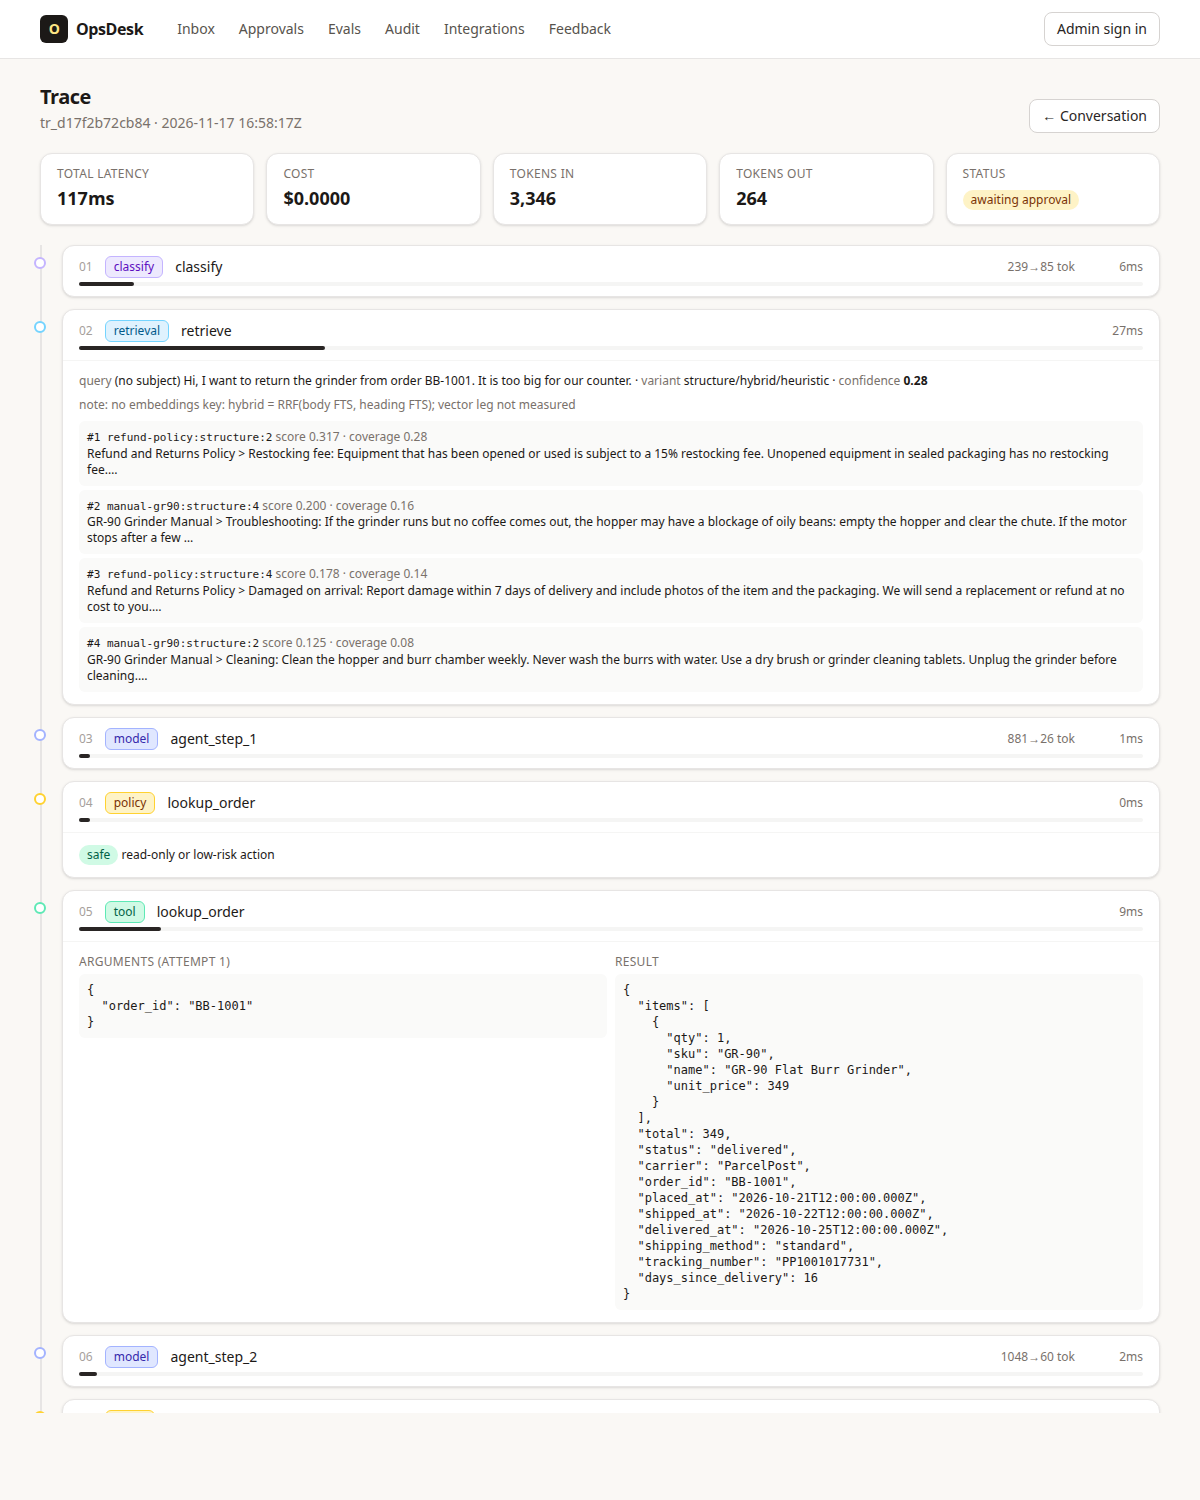 O OpsDesk Inbox Approvals Evals Audit Integrations Feedback Admin sign in
Trace
tr_d17f2b72cb84 · 2026-11-17 16:58:17Z
← Conversation
TOTAL LATENCY
117ms
COST
$0.0000
TOKENS IN
3,346
TOKENS OUT
264
STATUS
awaiting approval
01 classify classify 239→85 tok 6ms
02 retrieval retrieve 27ms
query (no subject) Hi, I want to return the grinder from order BB-1001. It is too big for our counter. · variant structure/hybrid/heuristic · confidence 0.28
note: no embeddings key: hybrid = RRF(body FTS, heading FTS); vector leg not measured
#1 refund-policy:structure:2 score 0.317 · coverage 0.28
Refund and Returns Policy > Restocking fee: Equipment that has been opened or used is subject to a 15% restocking fee. Unopened equipment in sealed packaging has no restocking
fee....
#2 manual-gr90:structure:4 score 0.200 · coverage 0.16
GR-90 Grinder Manual > Troubleshooting: If the grinder runs but no coffee comes out, the hopper may have a blockage of oily beans: empty the hopper and clear the chute. If the motor
stops after a few ...
#3 refund-policy:structure:4 score 0.178 · coverage 0.14
Refund and Returns Policy > Damaged on arrival: Report damage within 7 days of delivery and include photos of the item and the packaging. We will send a replacement or refund at no
cost to you....
#4 manual-gr90:structure:2 score 0.125 · coverage 0.08
GR-90 Grinder Manual > Cleaning: Clean the hopper and burr chamber weekly. Never wash the burrs with water. Use a dry brush or grinder cleaning tablets. Unplug the grinder before
cleaning....
03 model agent_step_1 881→26 tok 1ms
04 policy lookup_order 0ms
safe read-only or low-risk action
05 tool lookup_order 9ms
ARGUMENTS (ATTEMPT 1)
{
"order_id": "BB-1001"
}
RESULT
{
"items": [
{
"qty": 1,
"sku": "GR-90",
"name": "GR-90 Flat Burr Grinder",
"unit_price": 349
}
],
"total": 349,
"status": "delivered",
"carrier": "ParcelPost",
"order_id": "BB-1001",
"placed_at": "2026-10-21T12:00:00.000Z",
"shipped_at": "2026-10-22T12:00:00.000Z",
"delivered_at": "2026-10-25T12:00:00.000Z",
"shipping_method": "standard",
"tracking_number": "PP1001017731",
"days_since_delivery": 16
}
06 model agent_step_2 1048→60 tok 2ms